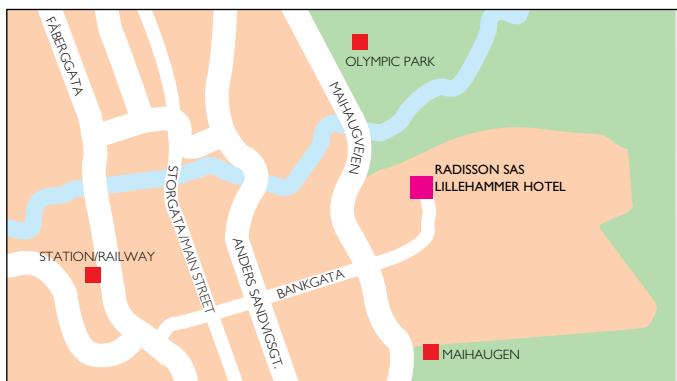 FÅBERGGATA
OLYMPIC PARK
MAIHAUGVEIEN
RADISSON SAS
LILLEHAMMER HOTEL
STORGATA /MAIN STREET
ANDERS SANDVIGSGT.
STATION/RAILWAY
BANKGATA
MAIHAUGEN